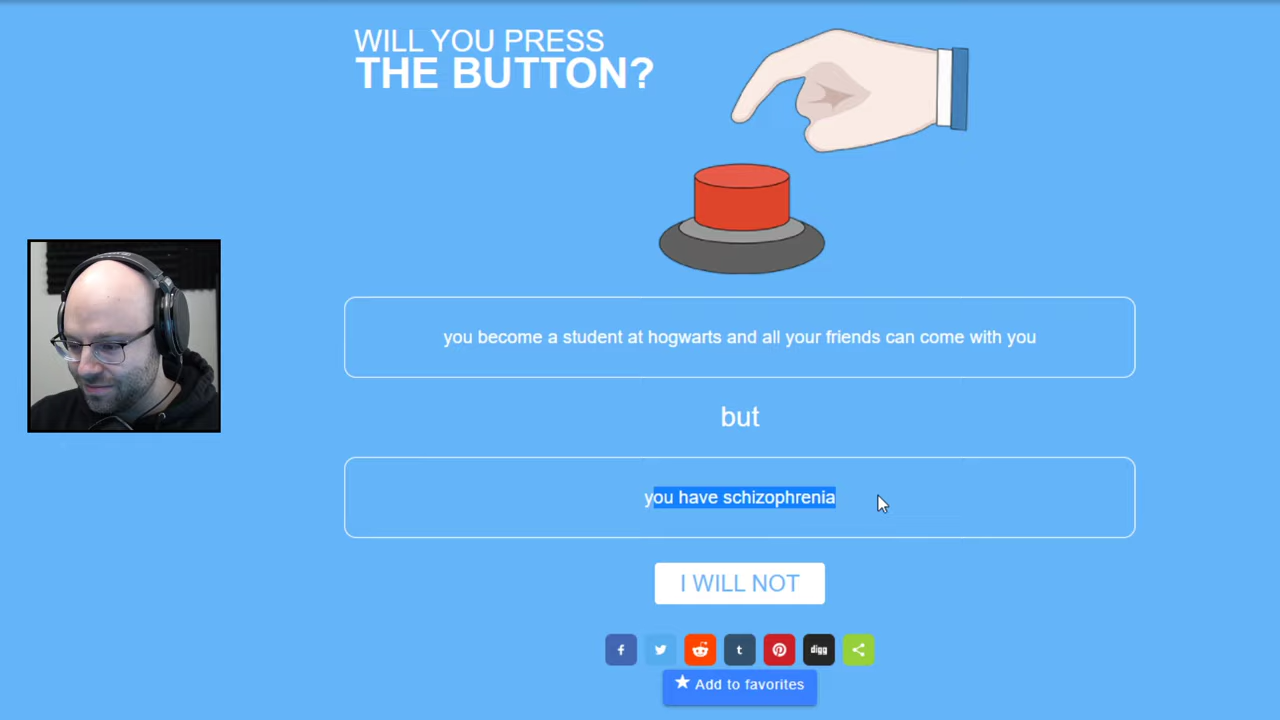 WILL YOU PRESS
THE BUTTON?
you become a student at hogwarts and all your friends can come with you
but
you have schizophrenia
I WILL NOT
f
t
digg
Add to favorites